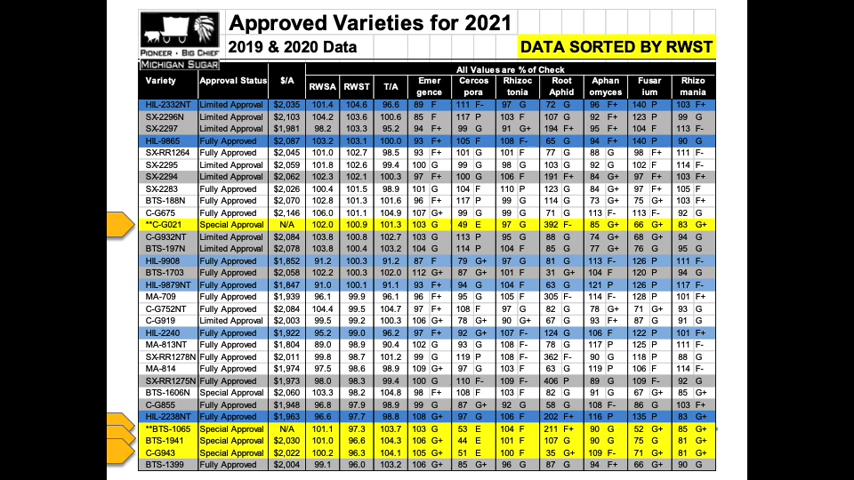 Approved Varieties for 2021
2019 & 2020 Data DATA SORTED BY RWST
PIONEER · BIG CHIEF
MICHIGAN SUGAR
All Values are % of Check
Variety Approval Status $/A RWSA RWST T/A Emergence Cercospora Rhizoctonia Root Aphid Aphanomyces Fusarium Rhizomania
HIL-2332NT Limited Approval $2,035 101.4 104.6 96.6 89 F 111 F- 97 G 72 G 96 F+ 140 P 103 F+
SX-2296N Limited Approval $2,103 104.2 103.6 100.6 85 F 117 P 103 F 107 G 92 F+ 123 P 99 G
SX-2297 Limited Approval $1,981 98.2 103.3 95.2 94 F+ 99 G 91 G+ 194 F+ 95 F+ 104 F 113 F-
HIL-9865 Fully Approved $2,087 103.2 103.1 100.0 93 F+ 105 F 108 F- 65 G 94 F+ 140 P 90 G
SX-RR1264 Fully Approved $2,045 101.0 102.7 98.5 93 F+ 101 G 101 F 77 G 88 G 98 F+ 111 F-
SX-2295 Limited Approval $2,059 101.8 102.6 99.4 100 G 99 G 98 G 103 G 92 G 102 F 114 F-
SX-2294 Limited Approval $2,062 102.3 102.1 100.3 97 F+ 100 G 106 F 191 F+ 84 G+ 97 F+ 103 F+
SX-2283 Fully Approved $2,026 100.4 101.5 98.9 101 G 104 F 110 P 123 G 84 G+ 97 F+ 105 F
BTS-188N Fully Approved $2,070 102.8 101.3 101.6 96 F+ 117 P 99 G 114 G 73 G+ 75 G+ 103 F+
C-G675 Fully Approved $2,146 106.0 101.1 104.9 107 G+ 99 G 99 G 71 G 113 F- 113 F- 92 G
**C-G021 Special Approval N/A 102.0 100.9 101.3 103 G 49 E 97 G 392 F- 85 G+ 66 G+ 83 G+
C-G932NT Limited Approval $2,084 103.8 100.8 102.7 103 G 113 P 95 G 88 G 74 G+ 68 G+ 94 G
BTS-197N Limited Approval $2,078 103.8 100.4 103.2 104 G 114 P 104 F 85 G 77 G+ 76 G 95 G
HIL-9908 Fully Approved $1,852 91.2 100.3 91.2 87 F 79 G+ 97 G 81 G 113 F- 126 P 111 F-
BTS-1703 Fully Approved $2,058 102.2 100.3 102.0 112 G+ 87 G+ 101 F 31 G+ 104 F 120 P 94 G
HIL-9879NT Fully Approved $1,847 91.0 100.1 91.1 93 F+ 94 G 104 F 63 G 121 P 126 P 117 F-
MA-709 Fully Approved $1,939 96.1 99.9 96.1 96 F+ 95 G 105 F 305 F- 114 F- 128 P 101 F+
C-G752NT Fully Approved $2,084 104.4 99.5 104.7 97 F+ 108 F 97 G 82 G 78 G+ 71 G+ 93 G
C-G919 Limited Approval $2,003 99.5 99.2 100.3 106 G+ 78 G+ 90 G+ 67 G 93 F+ 87 G 91 G
HIL-2240 Fully Approved $1,922 95.2 99.0 96.2 97 F+ 92 G+ 107 F- 124 G 106 F 122 P 101 F+
MA-813NT Fully Approved $1,804 89.0 98.9 90.4 102 G 93 G 108 F- 78 G 117 P 125 P 111 F-
SX-RR1278N Fully Approved $2,011 99.8 98.7 101.2 99 G 119 P 108 F- 362 F- 90 G 118 P 88 G
MA-814 Fully Approved $1,974 97.5 98.6 98.9 109 G+ 97 G 103 F 63 G 119 P 106 F 114 F-
SX-RR1275N Fully Approved $1,973 98.0 98.3 99.4 100 G 110 F- 109 F- 406 P 89 G 109 F- 92 G
BTS-1606N Fully Approved $2,060 103.3 98.2 104.8 98 F+ 108 F 103 F 82 G 91 G 67 G+ 85 G+
C-G855 Fully Approved $1,948 96.8 97.9 98.9 99 G 87 G+ 92 G 58 G 108 F- 86 G 103 F+
HIL-2238NT Fully Approved $1,963 96.6 97.7 98.8 108 G+ 97 G 106 F 202 F+ 116 P 135 P 83 G+
**BTS-1065 Special Approval N/A 101.1 97.3 103.7 103 G 53 E 104 F 211 F+ 90 G 52 G+ 85 G+
BTS-1941 Special Approval $2,030 101.0 96.6 104.3 106 G 44 E 101 F 107 G 90 G 75 G 81 G+
C-G943 Special Approval $2,022 100.2 96.3 104.1 105 G+ 51 E 100 F 35 G+ 109 F- 71 G+ 81 G+
BTS-1399 Fully Approved $2,004 99.1 96.0 103.2 106 G+ 85 G+ 96 G 87 G 94 F+ 66 G+ 90 G